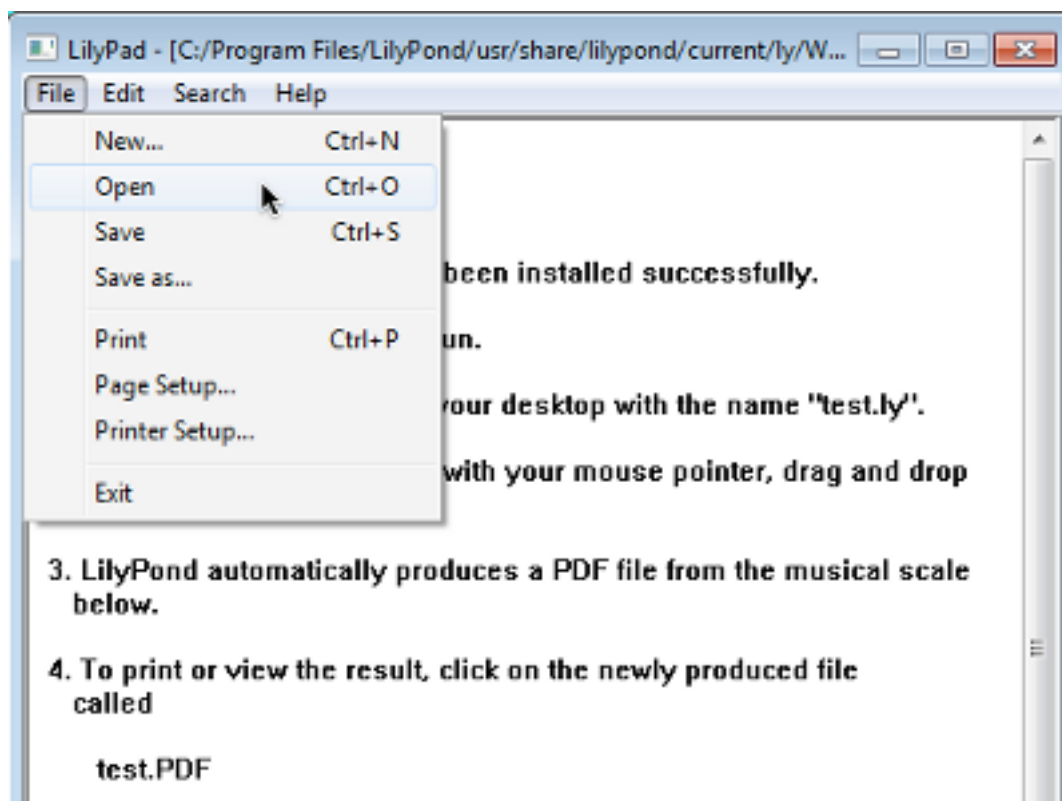 LilyPad - [C:/Program Files/LilyPond/usr/share/lilypond/current/ly/W...
File Edit Search Help
New... Ctrl+N
Open Ctrl+O
Save Ctrl+S
Save as...
been installed successfully.
Print Ctrl+P
un.
Page Setup...
your desktop with the name "test.ly".
Printer Setup...
with your mouse pointer, drag and drop
Exit
3. LilyPond automatically produces a PDF file from the musical scale
below.
4. To print or view the result, click on the newly produced file
called
test.PDF